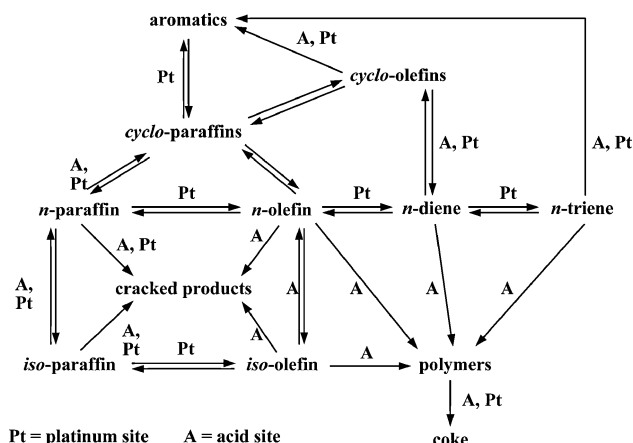 aromatics
A, Pt
Pt
cyclo-olefins
cyclo-paraffins
A, Pt
A, Pt
A,
Pt
n-paraffin
Pt
n-olefin
Pt
n-diene
Pt
n-triene
A, Pt
A
A,
Pt
cracked products
A
A
A
A
A,
Pt
A
iso-paraffin
Pt
iso-olefin
A
polymers
A, Pt
Pt = platinum site A = acid site
coke